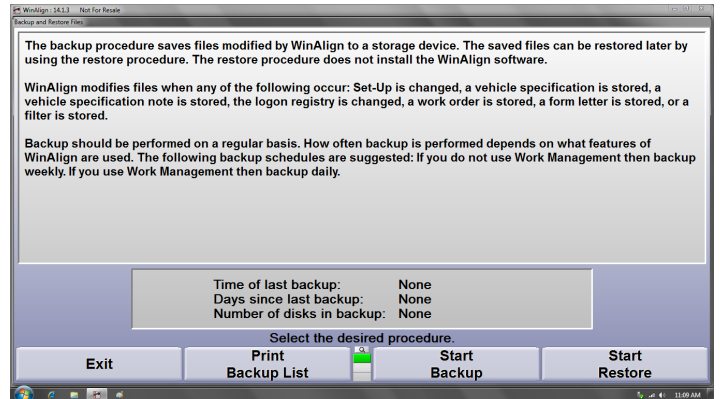 WinAlign : 14.1.3 Not For Resale
Backup and Restore Files
The backup procedure saves files modified by WinAlign to a storage device. The saved files can be restored later by
using the restore procedure. The restore procedure does not install the WinAlign software.
WinAlign modifies files when any of the following occur: Set-Up is changed, a vehicle specification is stored, a
vehicle specification note is stored, the logon registry is changed, a work order is stored, a form letter is stored, or a
filter is stored.
Backup should be performed on a regular basis. How often backup is performed depends on what features of
WinAlign are used. The following backup schedules are suggested: If you do not use Work Management then backup
weekly. If you use Work Management then backup daily.
Time of last backup: None
Days since last backup: None
Number of disks in backup: None
Select the desired procedure.
Exit
Print
Backup List
Start
Backup
Start
Restore
11:09 AM